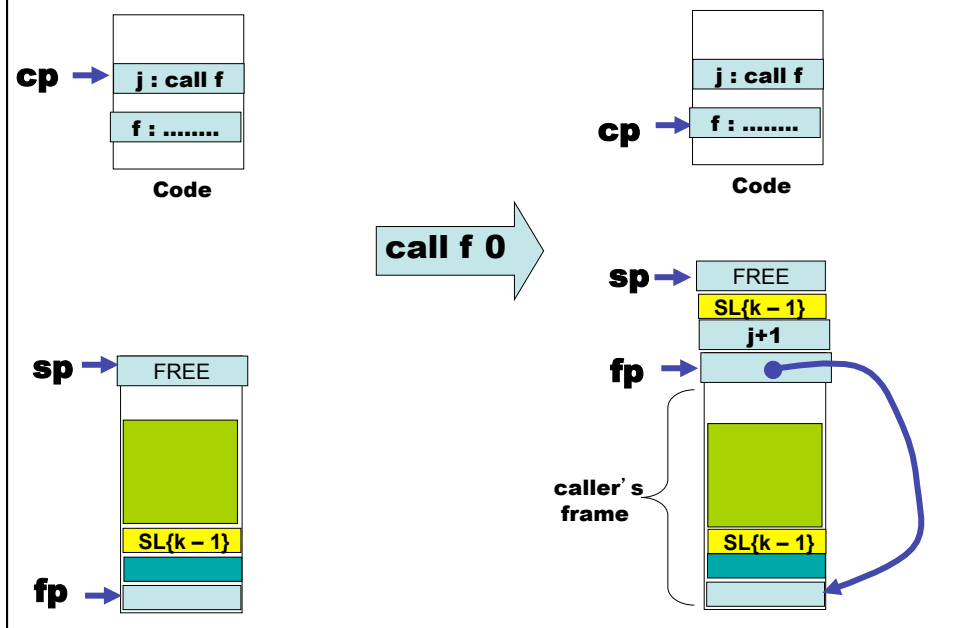 cp
j : call f
f : ........
Code
j : call f
cp
f : ........
Code
call f 0
sp
FREE
SL{k – 1}
fp
sp
FREE
SL{k – 1}
j+1
fp
caller's
frame
SL{k – 1}